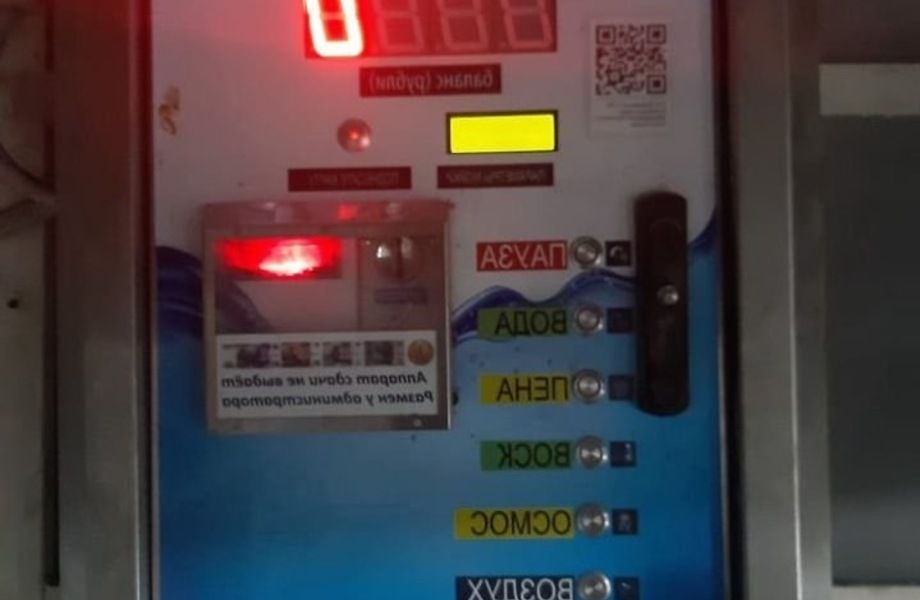 0
баланс (рубли)
ПАУЗА
ВОДА
ПЕНА
ВОСК
ОСМОС
ВОЗДУХ
Аппарат сдачи не выдаёт
Размен у администратора